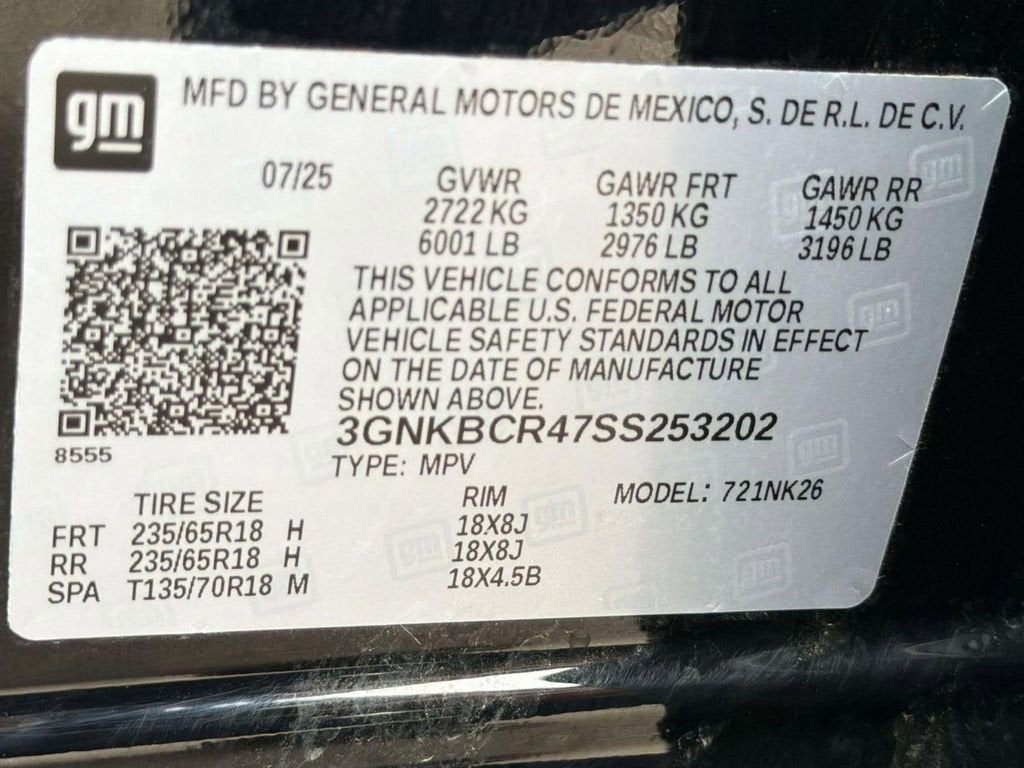 gm
MFD BY GENERAL MOTORS DE MEXICO, S. DE R.L. DE C.V.
07/25 GVWR GAWR FRT GAWR RR
2722 KG 1350 KG 1450 KG
6001 LB 2976 LB 3196 LB
THIS VEHICLE CONFORMS TO ALL
APPLICABLE U.S. FEDERAL MOTOR
VEHICLE SAFETY STANDARDS IN EFFECT
ON THE DATE OF MANUFACTURE
SHOWN ABOVE.
3GNKBCR47SS253202
8555
TYPE: MPV
TIRE SIZE RIM MODEL: 721NK26
FRT 235/65R18 H 18X8J
RR 235/65R18 H 18X8J
SPA T135/70R18 M 18X4.5B